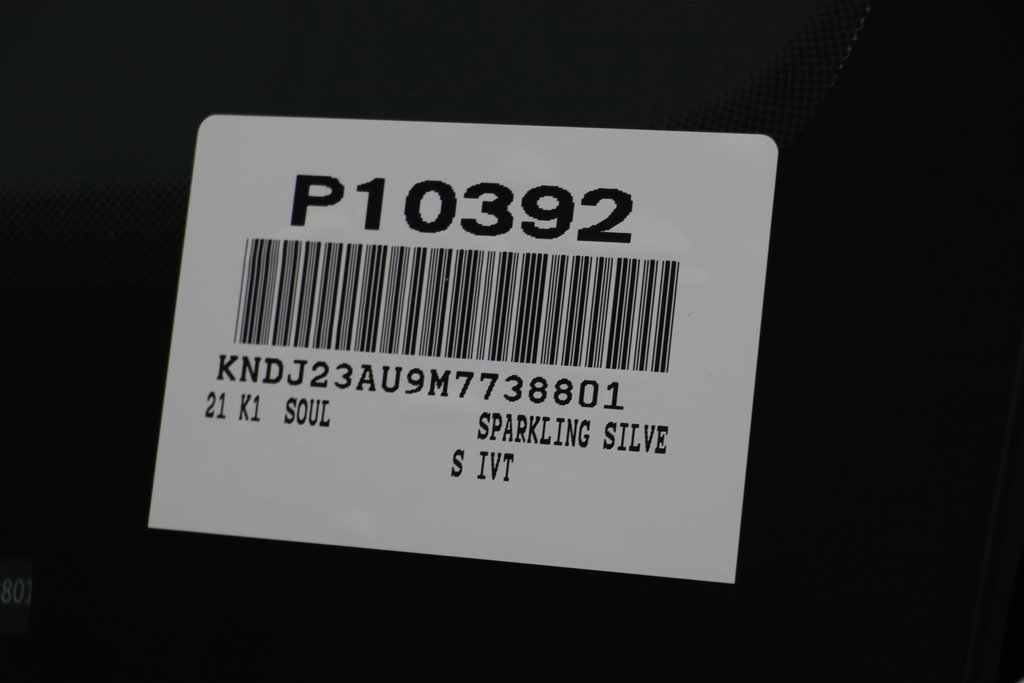 P10392
KNDJ23AU9M7738801
21 K1 SOUL
SPARKLING SILVE
S IVT
801